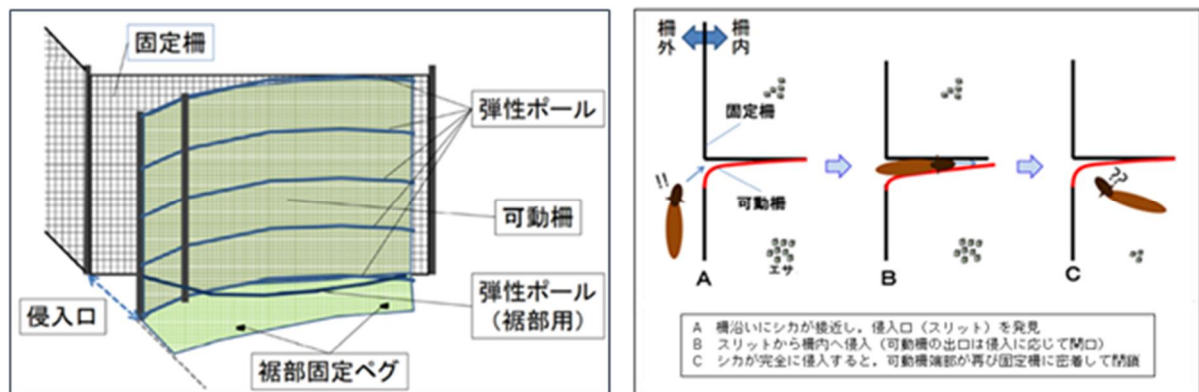 固定柵
弾性ポール
可動柵
弾性ポール
(裾部用)
侵入口
裾部固定ペグ
柵外
柵内
固定柵
!!
可動柵
??
エサ
A
B
C
A 柵沿いにシカが接近し，侵入口（スリット）を発見
B スリットから柵内へ侵入（可動柵の出口は侵入に応じて開口）
C シカが完全に侵入すると，可動柵端部が再び固定柵に密着して閉鎖